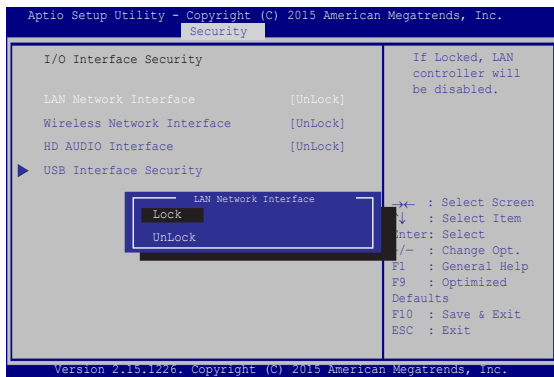 Aptio Setup Utility - Copyright (C) 2015 American Megatrends, Inc.
Security
I/O Interface Security
LAN Network Interface [UnLock]
Wireless Network Interface [UnLock]
HD AUDIO Interface [UnLock]
USB Interface Security
If Locked, LAN
controller will
be disabled.
LAN Network Interface
Lock
UnLock
→← : Select Screen
↑↓ : Select Item
Enter: Select
+/— : Change Opt.
F1 : General Help
F9 : Optimized
Defaults
F10 : Save & Exit
ESC : Exit
Version 2.15.1226. Copyright (C) 2015 American Megatrends, Inc.